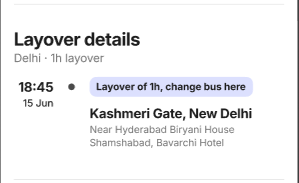 Layover details
Delhi · 1h layover
18:45
15 Jun
Layover of 1h, change bus here
Kashmeri Gate, New Delhi
Near Hyderabad Biryani House
Shamshabad, Bavarchi Hotel